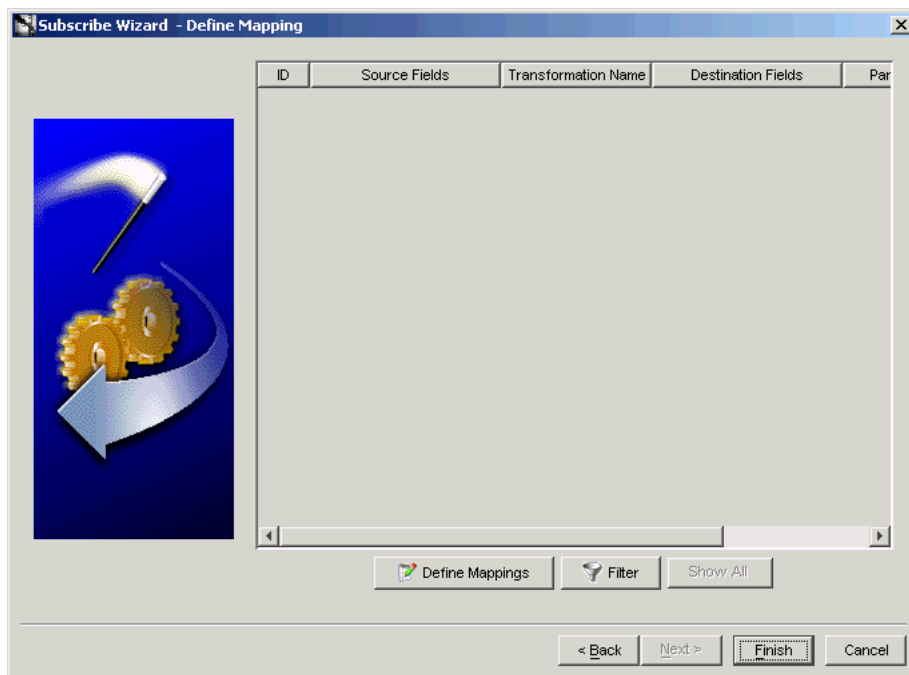 Subscribe Wizard - Define Mapping
ID Source Fields Transformation Name Destination Fields Par
Define Mappings Filter Show All
< Back Next > Finish Cancel